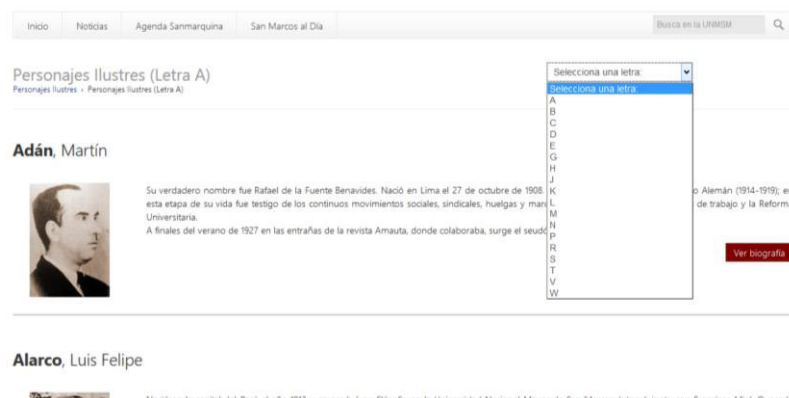 Inicio Noticias Agenda Sanmarquina San Marcos al Día Busca en la UNMSM
Personajes Ilustres (Letra A)
Personajes Ilustres › Personajes Ilustres (Letra A)
Selecciona una letra:
Selecciona una letra:
A
B
C
D
E
G
H
J
K
L
M
N
P
R
S
T
V
W
Adán, Martín
Su verdadero nombre fue Rafael de la Fuente Benavides. Nació en Lima el 27 de octubre de 1908. o Alemán (1914-1919); e
esta etapa de su vida fue testigo de los continuos movimientos sociales, sindicales, huelgas y de trabajo y la Reform
Universitaria.
A finales del verano de 1927 en las entrañas de la revista Amauta, donde colaboraba, surge el
Ver biografía
Alarco, Luis Felipe